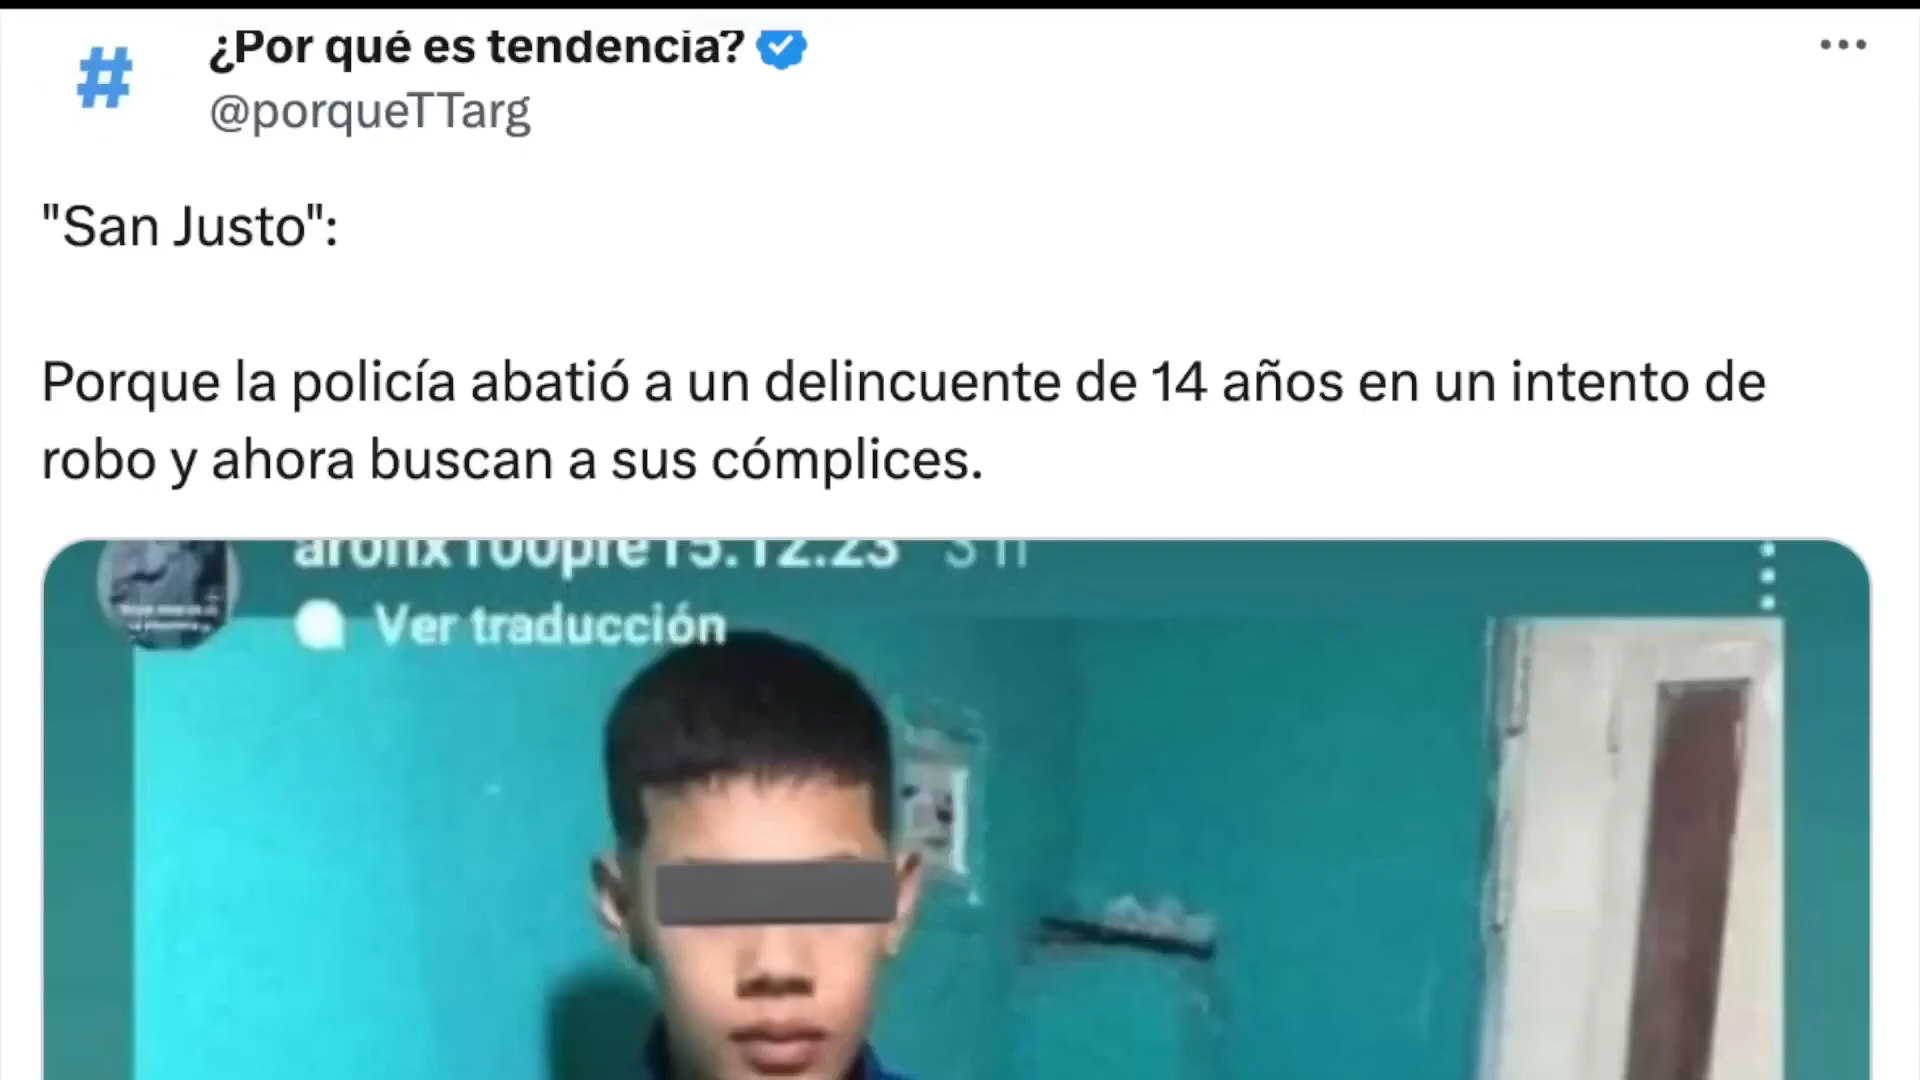 ¿Por qué es tendencia?
@porqueTTarg
"San Justo":
Porque la policía abatió a un delincuente de 14 años en un intento de
robo y ahora buscan a sus cómplices.
Ver traducción